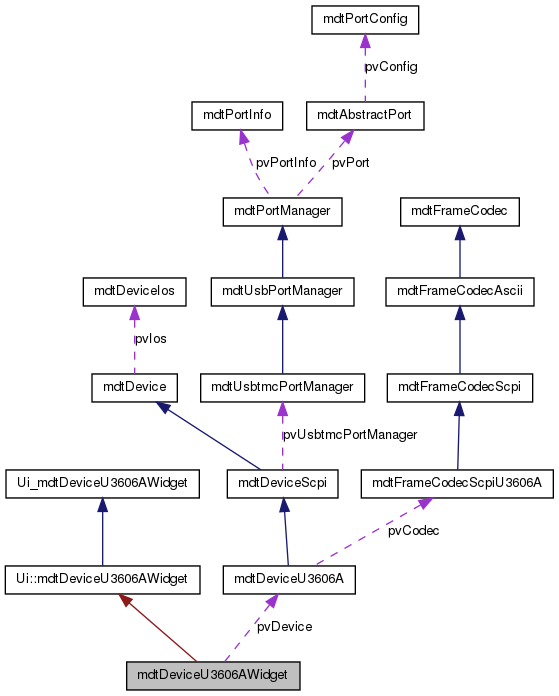 mdtPortConfig
pvConfig
mdtPortInfo
mdtAbstractPort
pvPortInfo
pvPort
mdtPortManager
mdtFrameCodec
mdtDeviceIos
mdtUsbPortManager
mdtFrameCodecAscii
pvIos
mdtDevice
mdtUsbtmcPortManager
mdtFrameCodecScpi
pvUsbtmcPortManager
Ui_mdtDeviceU3606AWidget
mdtDeviceScpi
mdtFrameCodecScpiU3606A
pvCodec
Ui::mdtDeviceU3606AWidget
mdtDeviceU3606A
pvDevice
mdtDeviceU3606AWidget